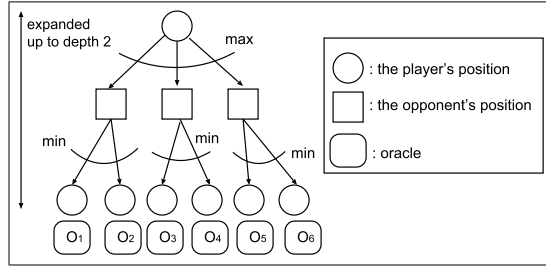 expanded
up to depth 2
max
: the player's position
: the opponent's position
min
min
min
: oracle
O1 O2 O3 O4 O5 O6